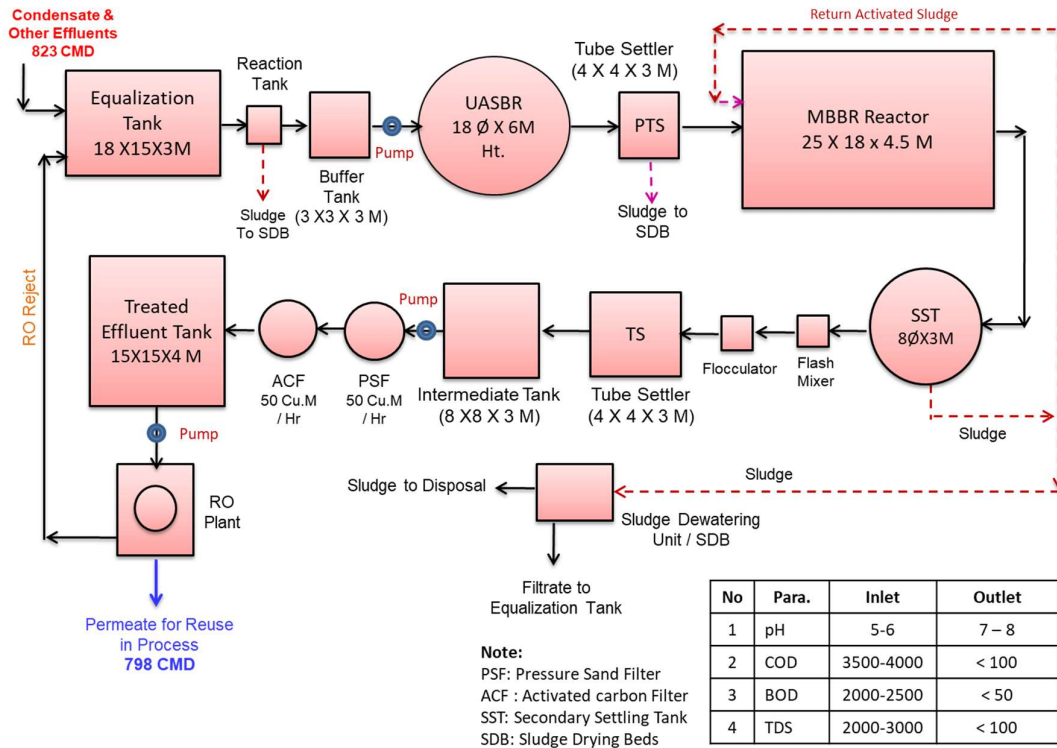 Condensate &
Other Effluents
823 CMD
Equalization
Tank
18 X15X3M
Reaction
Tank
Sludge
To SDB
Buffer
Tank
(3 X3 X 3 M)
Pump
UASBR
18 Ø X 6M
Ht.
Tube Settler
(4 X 4 X 3 M)
PTS
Sludge to
SDB
Return Activated Sludge
MBBR Reactor
25 X 18 x 4.5 M
RO Reject
Treated
Effluent Tank
15X15X4 M
ACF
50 Cu.M
/ Hr
PSF
50 Cu.M
/ Hr
Pump
Intermediate Tank
(8 X8 X 3 M)
TS
Tube Settler
(4 X 4 X 3 M)
Flocculator
Flash
Mixer
SST
8ØX3M
Sludge
Pump
RO
Plant
Permeate for Reuse
in Process
798 CMD
Sludge to Disposal
Sludge
Sludge Dewatering
Unit / SDB
Filtrate to
Equalization Tank
Note:
PSF: Pressure Sand Filter
ACF : Activated carbon Filter
SST: Secondary Settling Tank
SDB: Sludge Drying Beds
No Para. Inlet Outlet
1 pH 5-6 7 – 8
2 COD 3500-4000 < 100
3 BOD 2000-2500 < 50
4 TDS 2000-3000 < 100